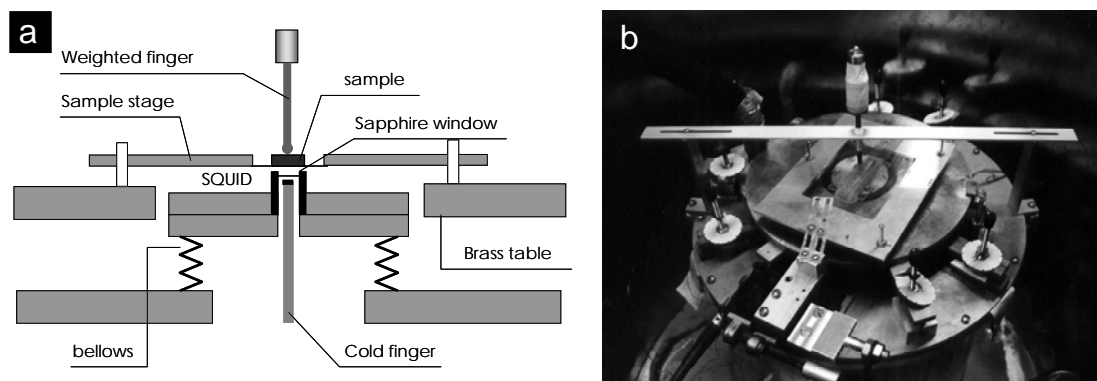 a
Weighted finger
sample
Sample stage
Sapphire window
SQUID
Brass table
bellows
Cold finger
b